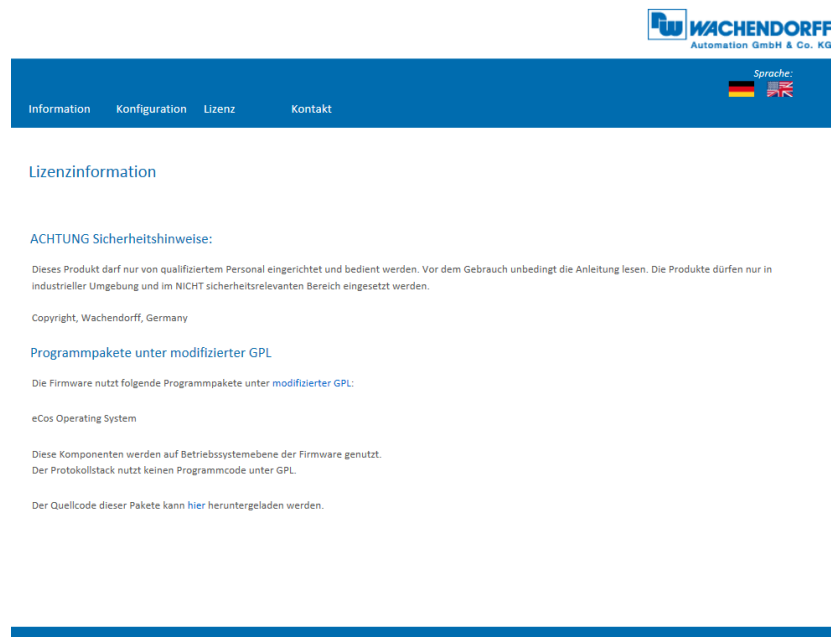 WACHENDORFF
Automation GmbH & Co. KG
Sprache:
Information Konfiguration Lizenz Kontakt
Lizenzinformation
ACHTUNG Sicherheitshinweise:
Dieses Produkt darf nur von qualifiziertem Personal eingerichtet und bedient werden. Vor dem Gebrauch unbedingt die Anleitung lesen. Die Produkte dürfen nur in
industrieller Umgebung und im NICHT sicherheitsrelevanten Bereich eingesetzt werden.
Copyright, Wachendorff, Germany
Programmpakete unter modifizierter GPL
Die Firmware nutzt folgende Programmpakete unter modifizierter GPL:
eCos Operating System
Diese Komponenten werden auf Betriebssystemebene der Firmware genutzt.
Der Protokollstack nutzt keinen Programmcode unter GPL.
Der Quellcode dieser Pakete kann hier heruntergeladen werden.